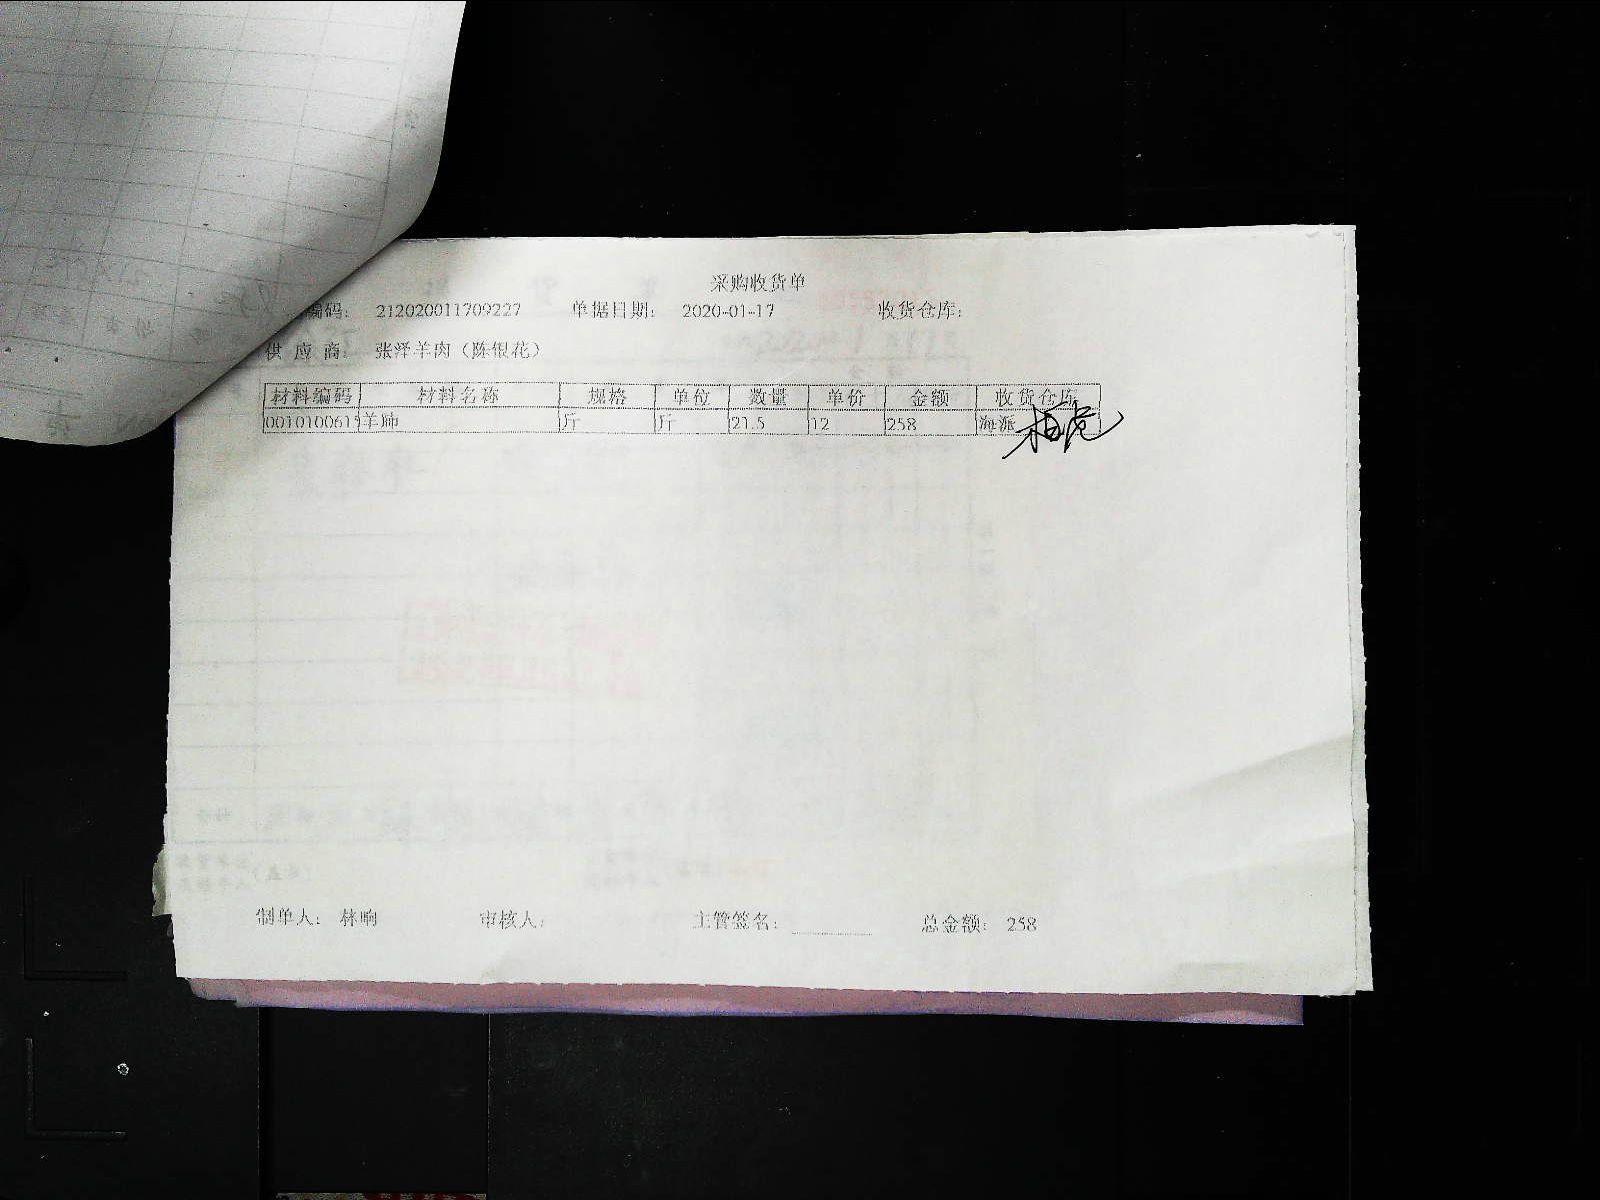 采购收货单
编码： 212020011709227 单据日期： 2020-01-17 收货仓库：
供 应 商： 张泽羊肉（陈银花）
材料编码 材料名称 规格 单位 数量 单价 金额 收货仓库
0010100615 羊肺 斤 斤 21.5 12 258 海派
制单人： 林响 审核人： 主管签名： 总金额： 258